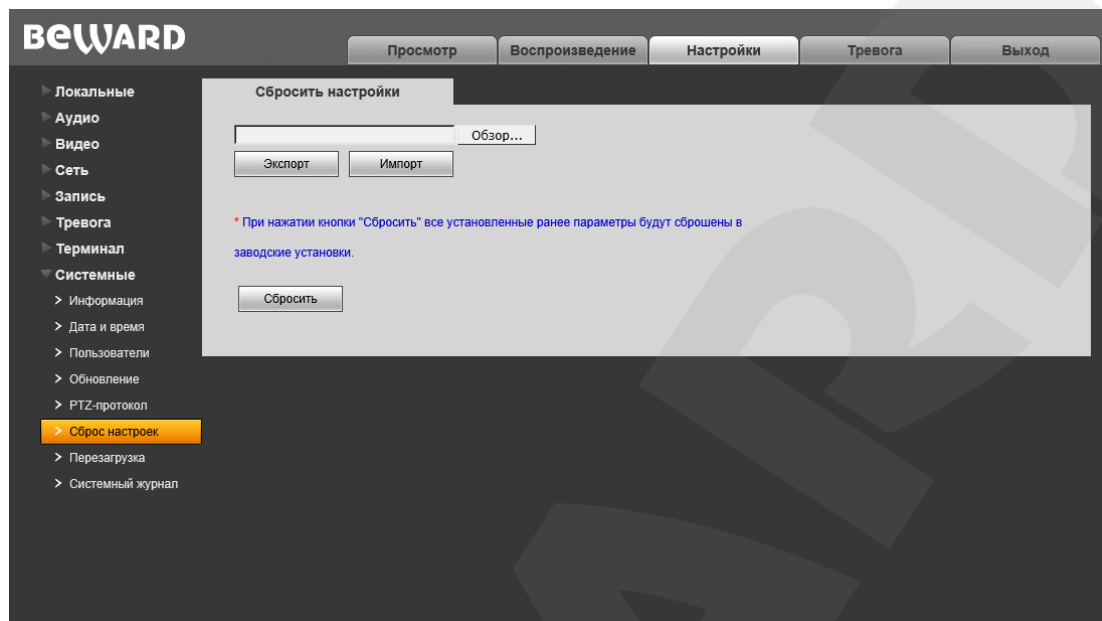 BEWARD
Просмотр
Воспроизведение
Настройки
Тревога
Выход
Локальные
Аудио
Видео
Сеть
Запись
Тревога
Терминал
Системные
Информация
Дата и время
Пользователи
Обновление
PTZ-протокол
Сброс настроек
Перезагрузка
Системный журнал
Сбросить настройки
Обзор...
Экспорт
Импорт
* При нажатии кнопки "Сбросить" все установленные ранее параметры будут сброшены в
заводские установки.
Сбросить